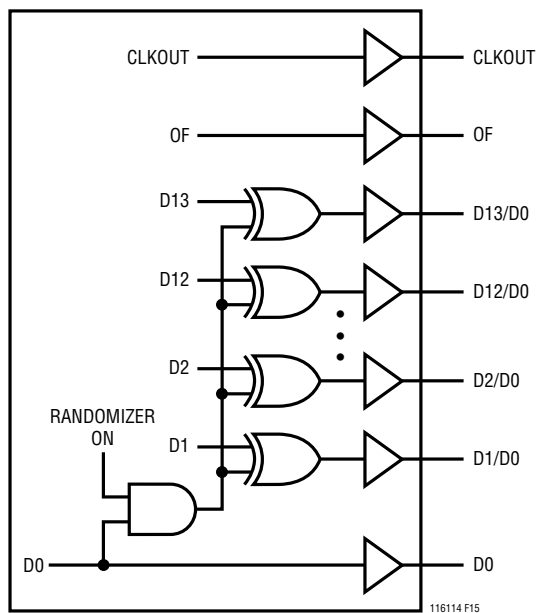 CLKOUT CLKOUT
OF OF
D13 D13/D0
D12 D12/D0
D2 D2/D0
RANDOMIZER
ON
D1 D1/D0
D0 D0
116114 F15